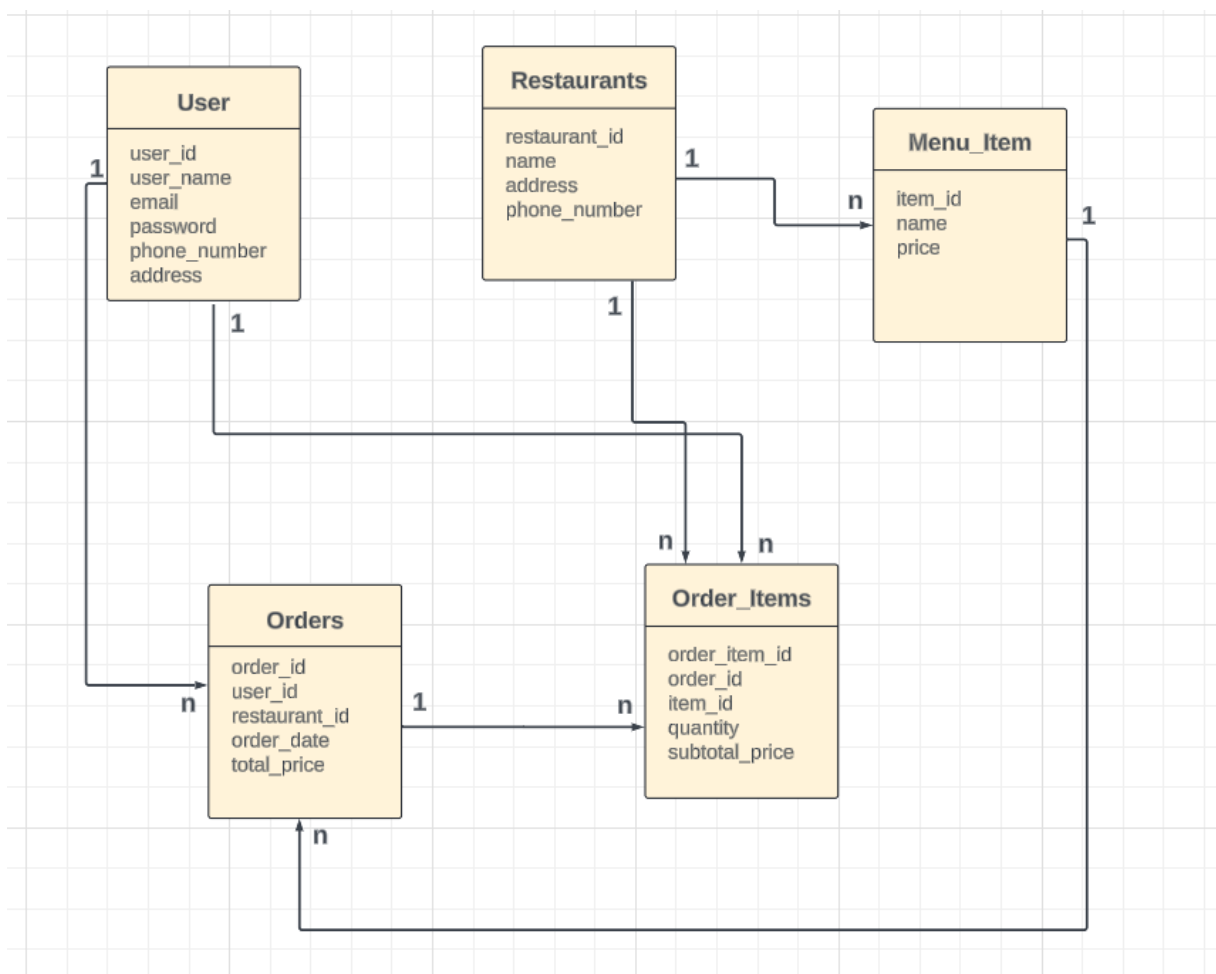 User
user_id
user_name
email
password
phone_number
address
1
1
Restaurants
restaurant_id
name
address
phone_number
1
1
Menu_Item
item_id
name
price
n
1
n
n
Orders
order_id
user_id
restaurant_id
order_date
total_price
n
1
n
n
Order_Items
order_item_id
order_id
item_id
quantity
subtotal_price